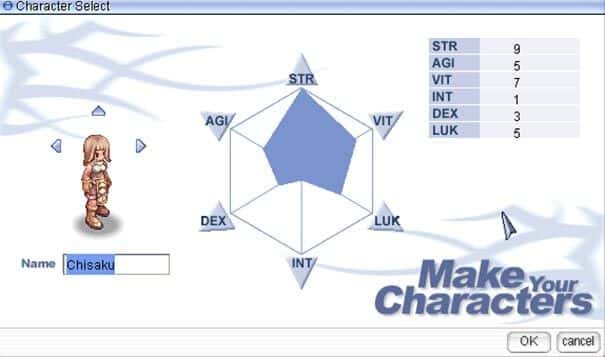 Character Select
STR 9
AGI 5
VIT 7
INT 1
DEX 3
LUK 5
STR
AGI
VIT
DEX
LUK
INT
Name Chisaku
Make Your
Characters
OK cancel